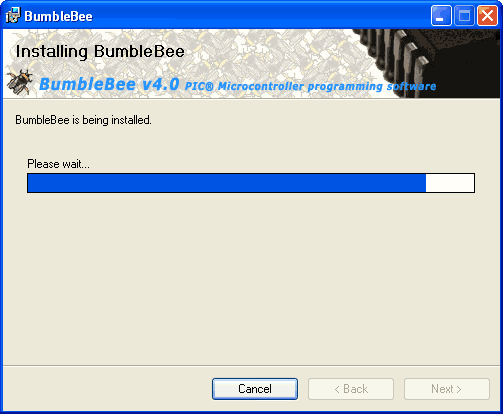 BumbleBee
Installing BumbleBee
BumbleBee v4.0 PIC® Microcontroller programming software
BumbleBee is being installed.
Please wait...
Cancel
< Back
Next >